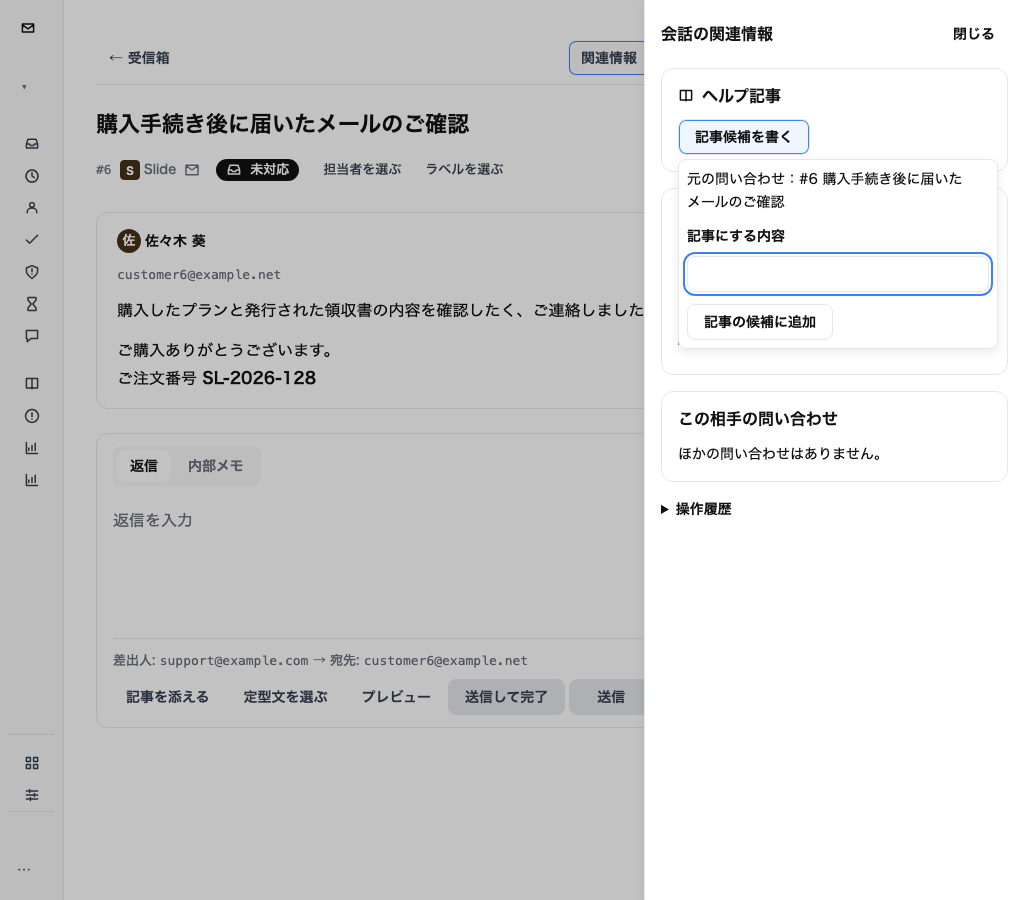 ← 受信箱
関連情報
購入手続き後に届いたメールのご確認
#6 S Slide 未対応 担当者を選ぶ ラベルを選ぶ
佐 佐々木 葵
customer6@example.net
購入したプランと発行された領収書の内容を確認したく、ご連絡しました
ご購入ありがとうございます。
ご注文番号 SL-2026-128
返信 内部メモ
返信を入力
差出人: support@example.com → 宛先: customer6@example.net
記事を添える 定型文を選ぶ プレビュー 送信して完了 送信
会話の関連情報 閉じる
ヘルプ記事
記事候補を書く
元の問い合わせ：#6 購入手続き後に届いた
メールのご確認
記事にする内容
記事の候補に追加
この相手の問い合わせ
ほかの問い合わせはありません。
▶ 操作履歴